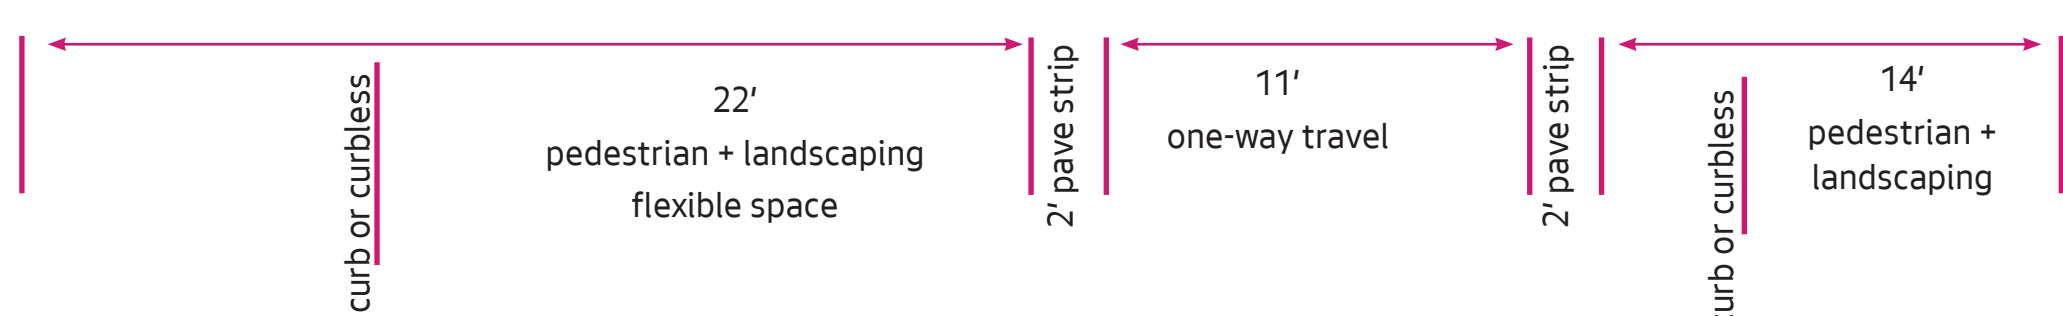 curb or curbless
22'
pedestrian + landscaping
flexible space
2' pave strip
11'
one-way travel
2' pave strip
urb or curbless
14'
pedestrian +
landscaping